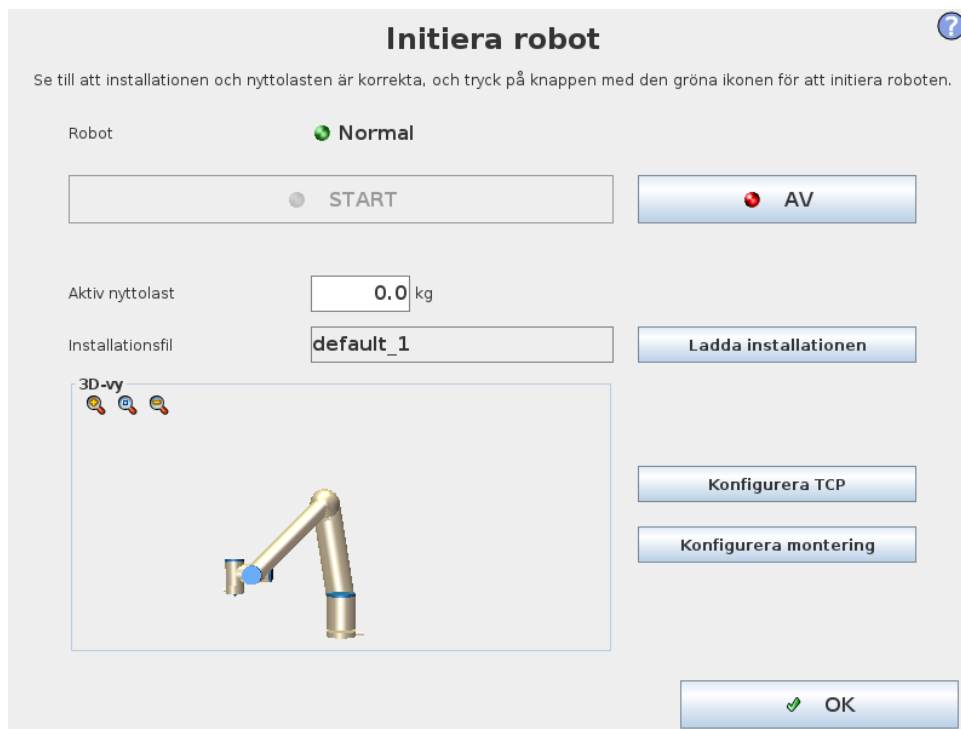 Initiera robot
?
Se till att installationen och nyttolasten är korrekta, och tryck på knappen med den gröna ikonen för att initiera roboten.
Robot
Normal
START
AV
Aktiv nyttolast
0.0 kg
Installationsfil
default_1
Ladda installationen
3D-vy
Konfigurera TCP
Konfigurera montering
OK